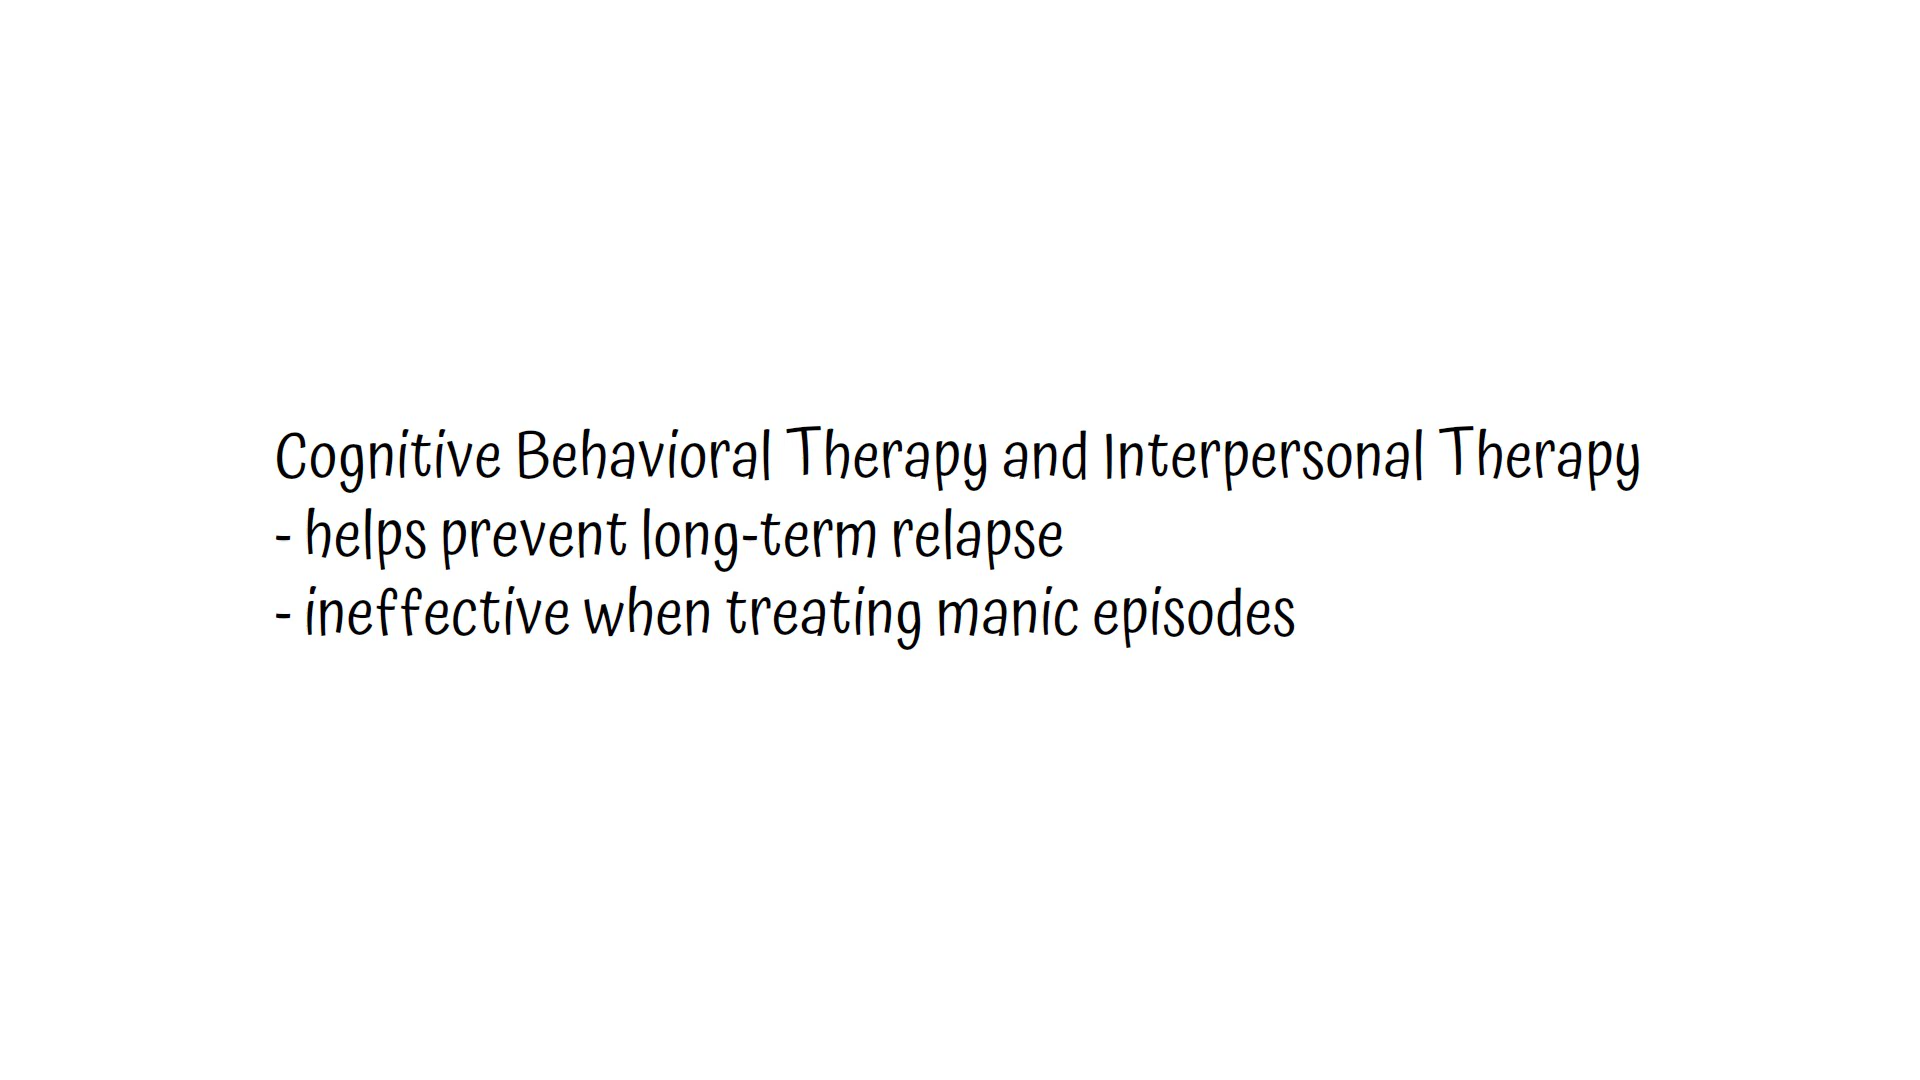 Cognitive Behavioral Therapy and Interpersonal Therapy
- helps prevent long-term relapse
- ineffective when treating manic episodes